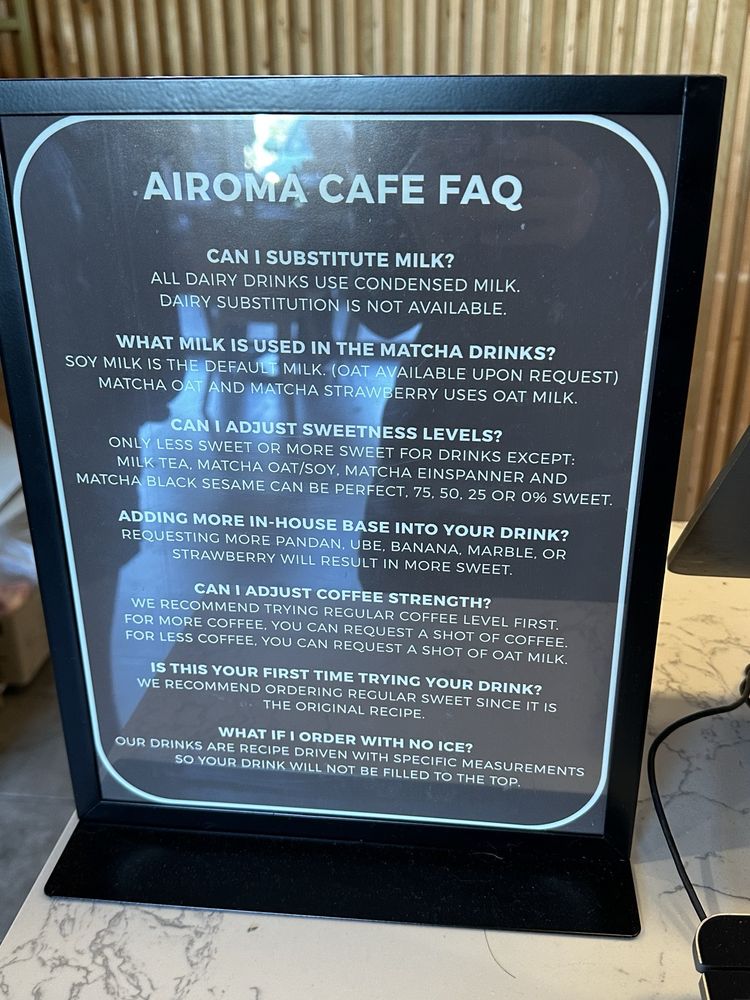 AIROMA CAFE FAQ
CAN I SUBSTITUTE MILK?
ALL DAIRY DRINKS USE CONDENSED MILK.
DAIRY SUBSTITUTION IS NOT AVAILABLE.
WHAT MILK IS USED IN THE MATCHA DRINKS?
SOY MILK IS THE DEFAULT MILK. (OAT AVAILABLE UPON REQUEST)
MATCHA OAT AND MATCHA STRAWBERRY USES OAT MILK.
CAN I ADJUST SWEETNESS LEVELS?
ONLY LESS SWEET OR MORE SWEET FOR DRINKS EXCEPT:
MILK TEA, MATCHA OAT/SOY, MATCHA EINSPANNER AND
MATCHA BLACK SESAME CAN BE PERFECT, 75, 50, 25 OR 0% SWEET.
ADDING MORE IN-HOUSE BASE INTO YOUR DRINK?
REQUESTING MORE PANDAN, UBE, BANANA, MARBLE, OR
STRAWBERRY WILL RESULT IN MORE SWEET.
CAN I ADJUST COFFEE STRENGTH?
WE RECOMMEND TRYING REGULAR COFFEE LEVEL FIRST.
FOR MORE COFFEE, YOU CAN REQUEST A SHOT OF COFFEE.
FOR LESS COFFEE, YOU CAN REQUEST A SHOT OF OAT MILK.
IS THIS YOUR FIRST TIME TRYING YOUR DRINK?
WE RECOMMEND ORDERING REGULAR SWEET SINCE IT IS
THE ORIGINAL RECIPE.
WHAT IF I ORDER WITH NO ICE?
OUR DRINKS ARE RECIPE DRIVEN WITH SPECIFIC MEASUREMENTS
SO YOUR DRINK WILL NOT BE FILLED TO THE TOP.